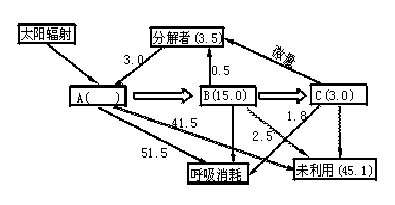 太阳辐射
分解者(3.5)
微量
3.0
0.5
A( )
B(15.0)
C(3.0)
41.5
1.8
2.5
51.5
呼吸消耗
未利用(45.1)